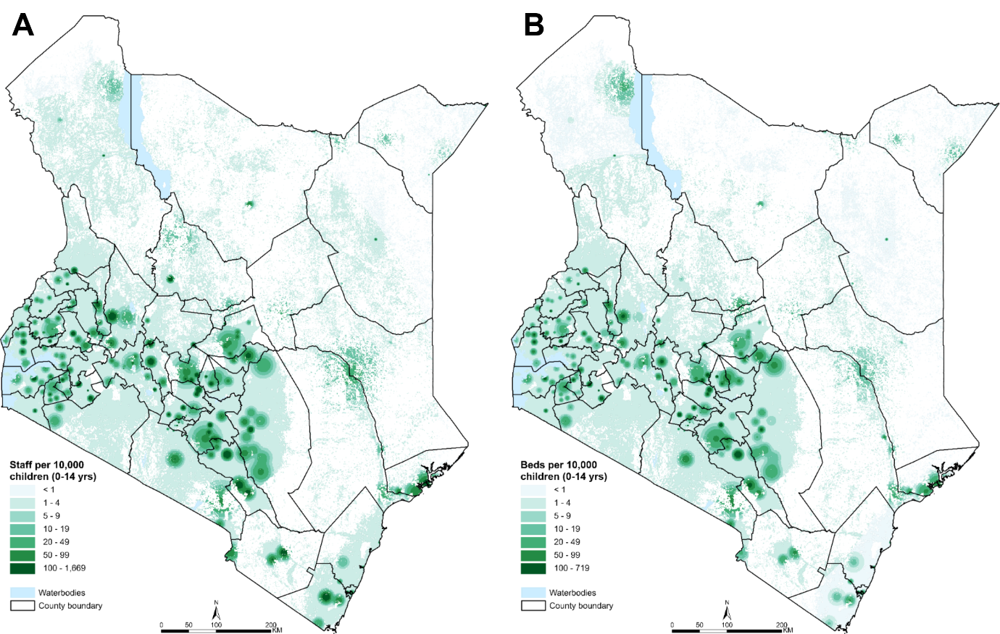 A
B
Staff per 10,000
children (0-14 yrs)
< 1
1 - 4
5 - 9
10 - 19
20 - 49
50 - 99
100 - 1,669
Waterbodies
County boundary
N
0 50 100 200
KM
Beds per 10,000
children (0-14 yrs)
< 1
1 - 4
5 - 9
10 - 19
20 - 49
50 - 99
100 - 719
Waterbodies
County boundary
N
0 50 100 200
KM